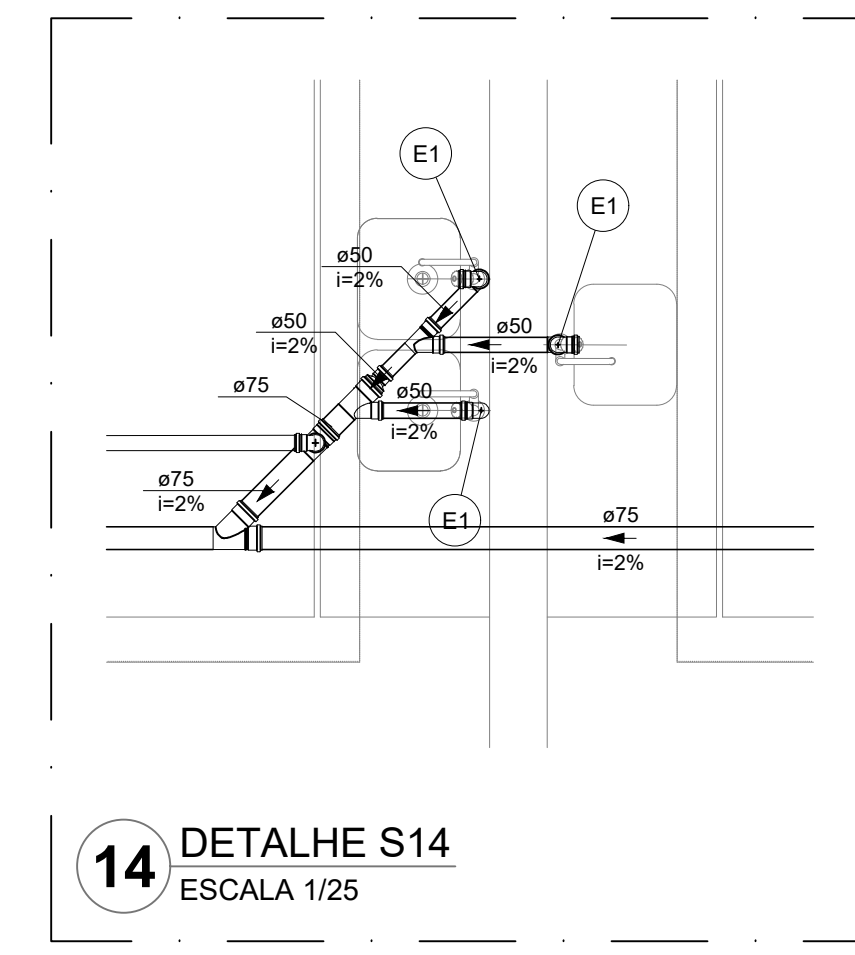 E1
E1
ø50
i=2%
ø50
i=2%
ø50
i=2%
ø75
ø50
i=2%
ø75
i=2%
E1
ø75
i=2%
14
DETALHE S14
ESCALA 1/25